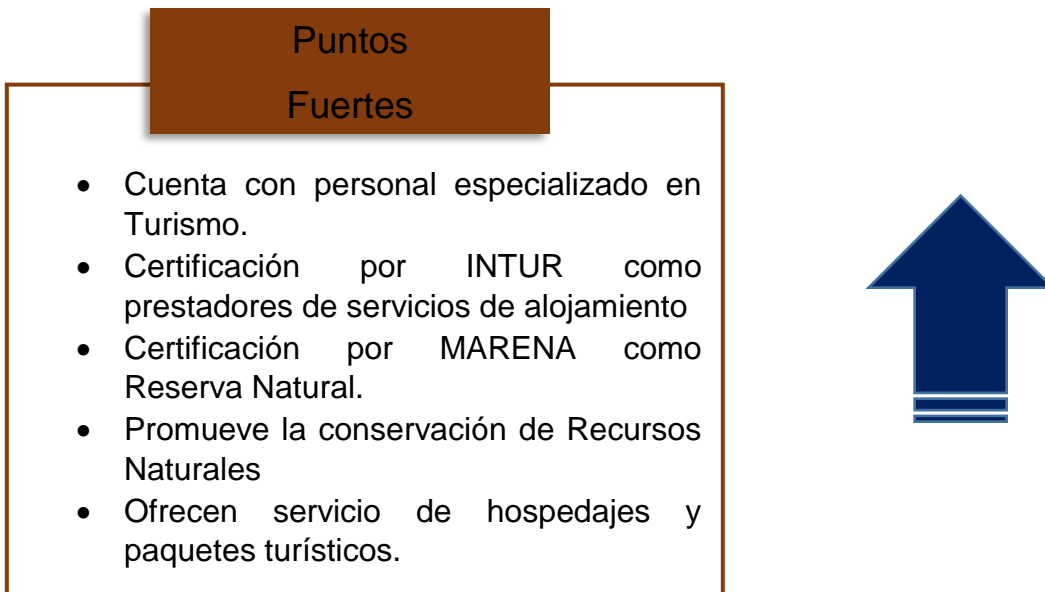 Puntos
Fuertes
• Cuenta con personal especializado en
Turismo.
• Certificación por INTUR como
prestadores de servicios de alojamiento
• Certificación por MARENA como
Reserva Natural.
• Promueve la conservación de Recursos
Naturales
• Ofrecen servicio de hospedajes y
paquetes turísticos.